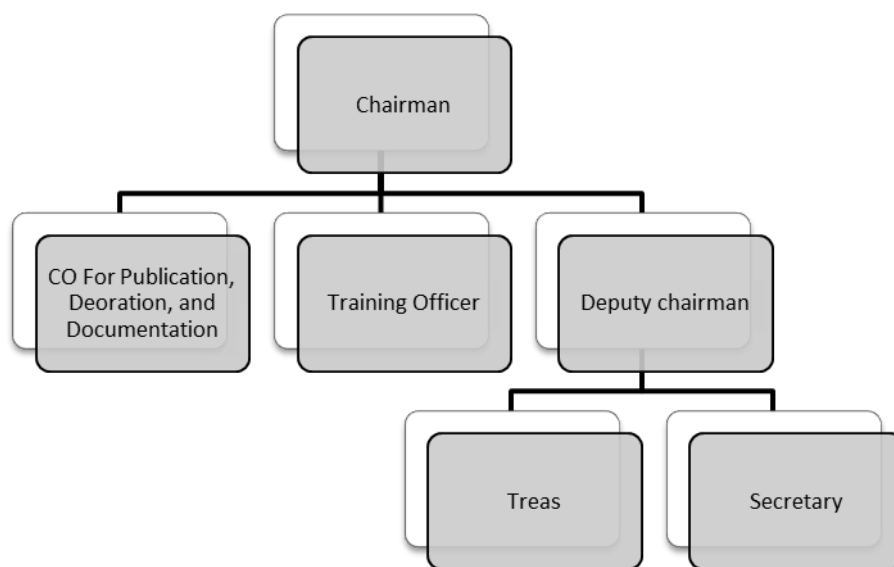 Chairman
CO For Publication,
Deoration, and
Documentation
Training Officer
Deputy chairman
Treas
Secretary